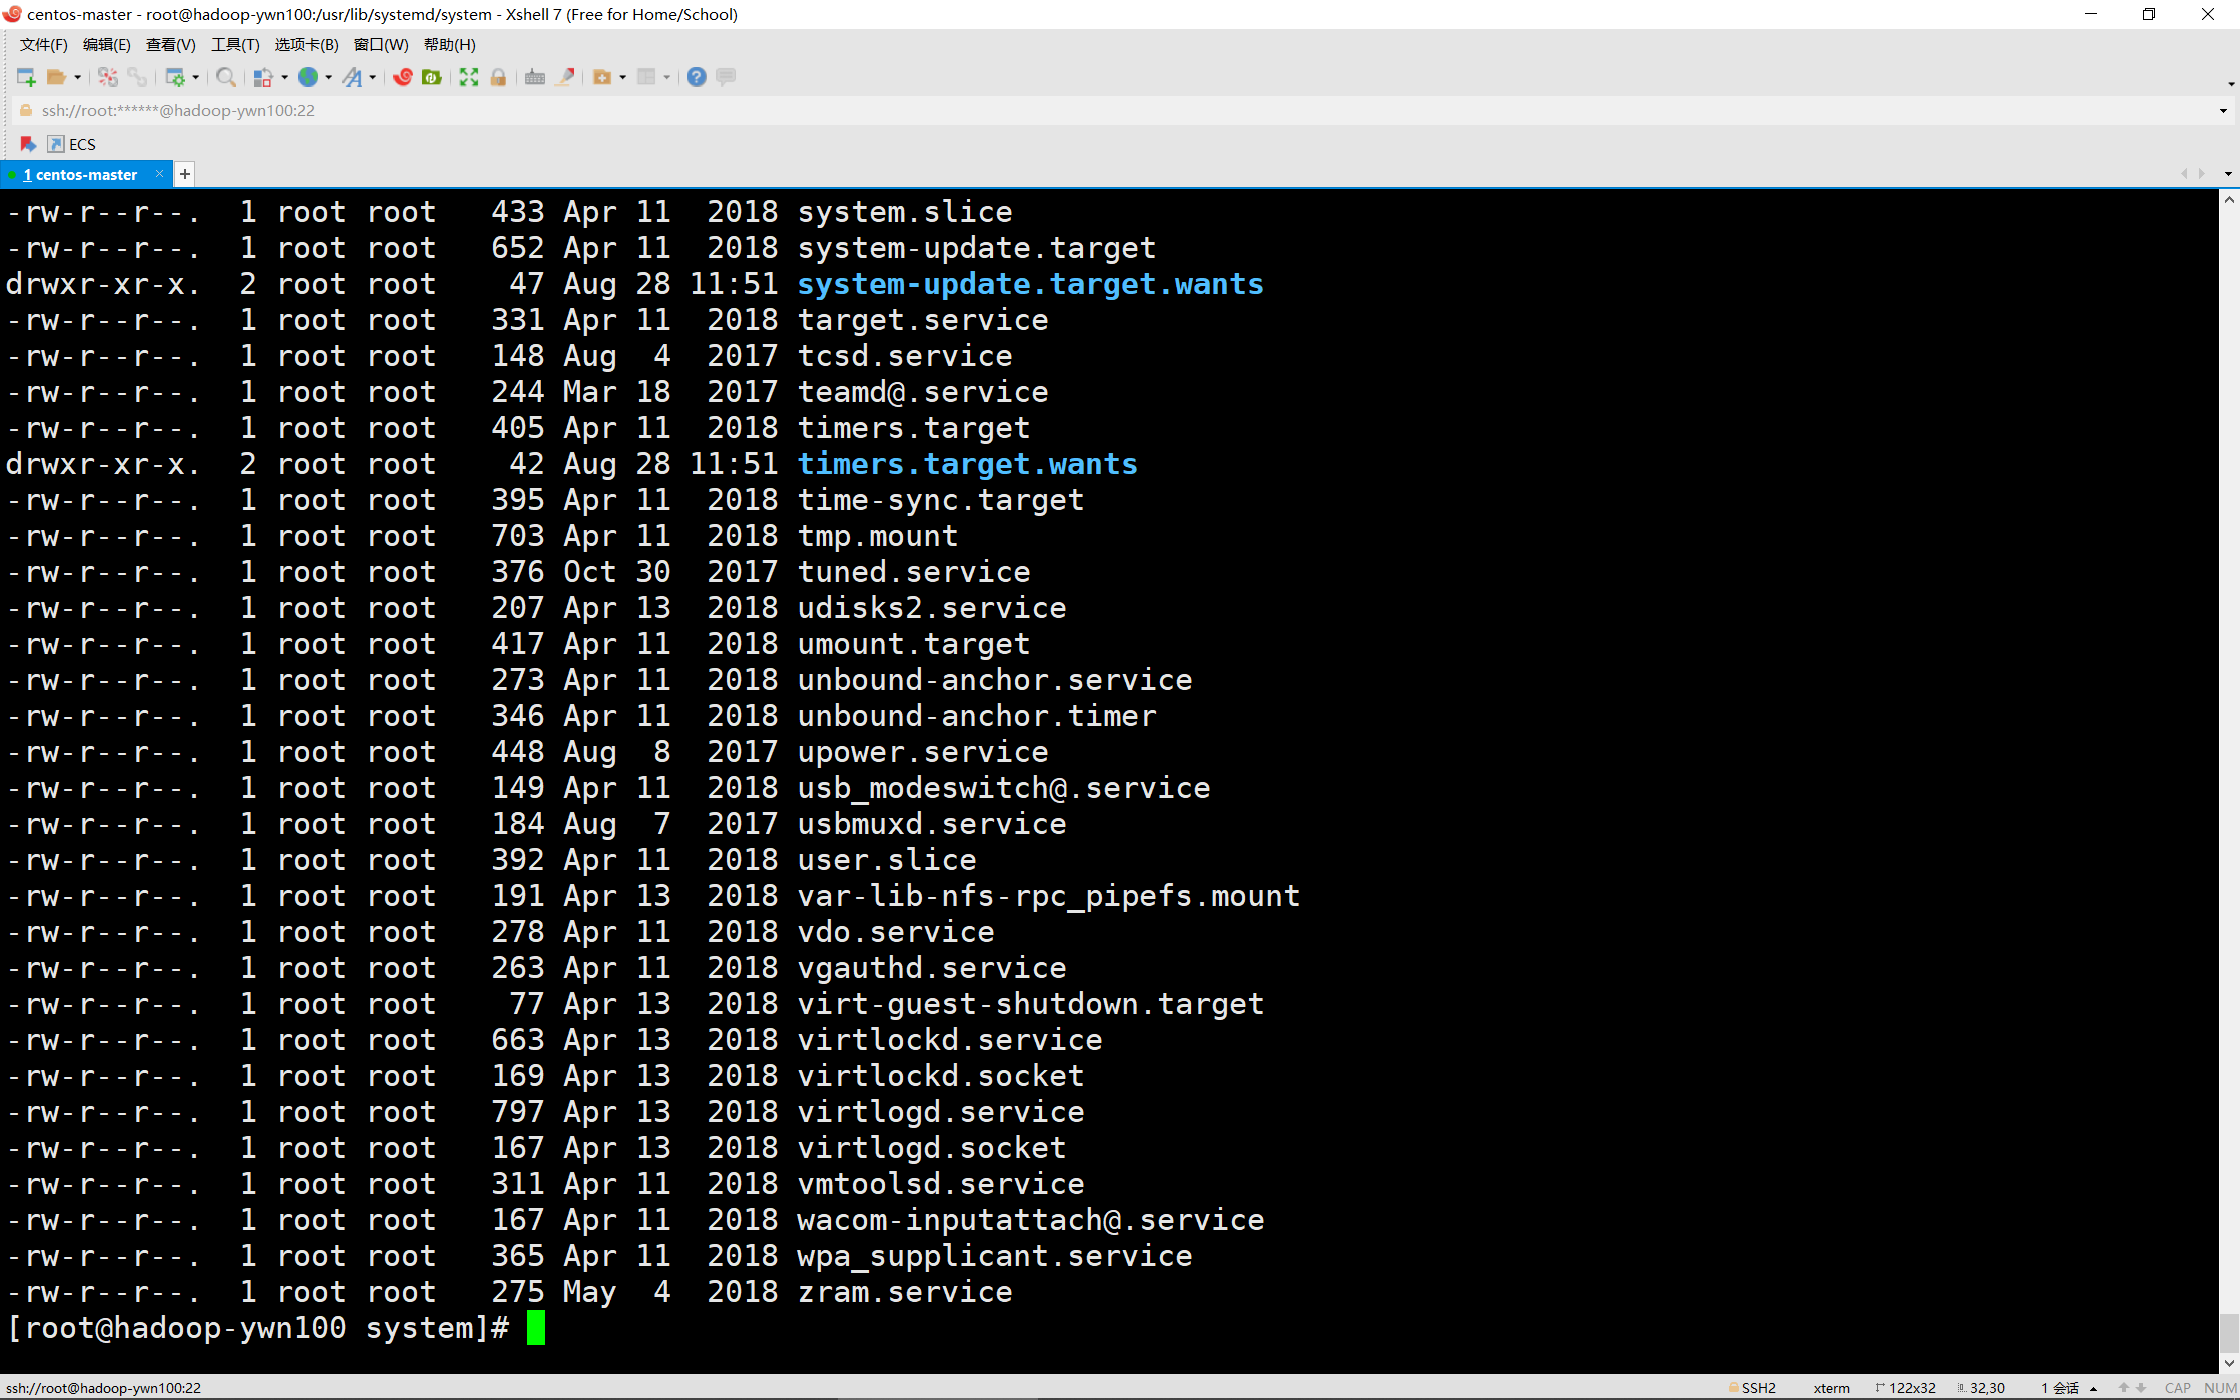 centos-master - root@hadoop-ywn100:/usr/lib/systemd/system - Xshell 7 (Free for Home/School)
文件(F) 编辑(E) 查看(V) 工具(T) 选项卡(B) 窗口(W) 帮助(H)
ssh://root:******@hadoop-ywn100:22
ECS
1 centos-master × +
-rw-r--r--.  1 root root   433 Apr 11  2018 system.slice
-rw-r--r--.  1 root root   652 Apr 11  2018 system-update.target
drwxr-xr-x.  2 root root    47 Aug 28 11:51 system-update.target.wants
-rw-r--r--.  1 root root   331 Apr 11  2018 target.service
-rw-r--r--.  1 root root   148 Aug  4  2017 tcsd.service
-rw-r--r--.  1 root root   244 Mar 18  2017 teamd@.service
-rw-r--r--.  1 root root   405 Apr 11  2018 timers.target
drwxr-xr-x.  2 root root    42 Aug 28 11:51 timers.target.wants
-rw-r--r--.  1 root root   395 Apr 11  2018 time-sync.target
-rw-r--r--.  1 root root   703 Apr 11  2018 tmp.mount
-rw-r--r--.  1 root root   376 Oct 30  2017 tuned.service
-rw-r--r--.  1 root root   207 Apr 13  2018 udisks2.service
-rw-r--r--.  1 root root   417 Apr 11  2018 umount.target
-rw-r--r--.  1 root root   273 Apr 11  2018 unbound-anchor.service
-rw-r--r--.  1 root root   346 Apr 11  2018 unbound-anchor.timer
-rw-r--r--.  1 root root   448 Aug  8  2017 upower.service
-rw-r--r--.  1 root root   149 Apr 11  2018 usb_modeswitch@.service
-rw-r--r--.  1 root root   184 Aug  7  2017 usbmuxd.service
-rw-r--r--.  1 root root   392 Apr 11  2018 user.slice
-rw-r--r--.  1 root root   191 Apr 13  2018 var-lib-nfs-rpc_pipefs.mount
-rw-r--r--.  1 root root   278 Apr 11  2018 vdo.service
-rw-r--r--.  1 root root   263 Apr 11  2018 vgauthd.service
-rw-r--r--.  1 root root    77 Apr 13  2018 virt-guest-shutdown.target
-rw-r--r--.  1 root root   663 Apr 13  2018 virtlockd.service
-rw-r--r--.  1 root root   169 Apr 13  2018 virtlockd.socket
-rw-r--r--.  1 root root   797 Apr 13  2018 virtlogd.service
-rw-r--r--.  1 root root   167 Apr 13  2018 virtlogd.socket
-rw-r--r--.  1 root root   311 Apr 11  2018 vmtoolsd.service
-rw-r--r--.  1 root root   167 Apr 11  2018 wacom-inputattach@.service
-rw-r--r--.  1 root root   365 Apr 11  2018 wpa_supplicant.service
-rw-r--r--.  1 root root   275 May  4  2018 zram.service
[root@hadoop-ywn100 system]#
ssh://root@hadoop-ywn100:22 SSH2 xterm 122x32 32,30 1 会话 CAP NUM